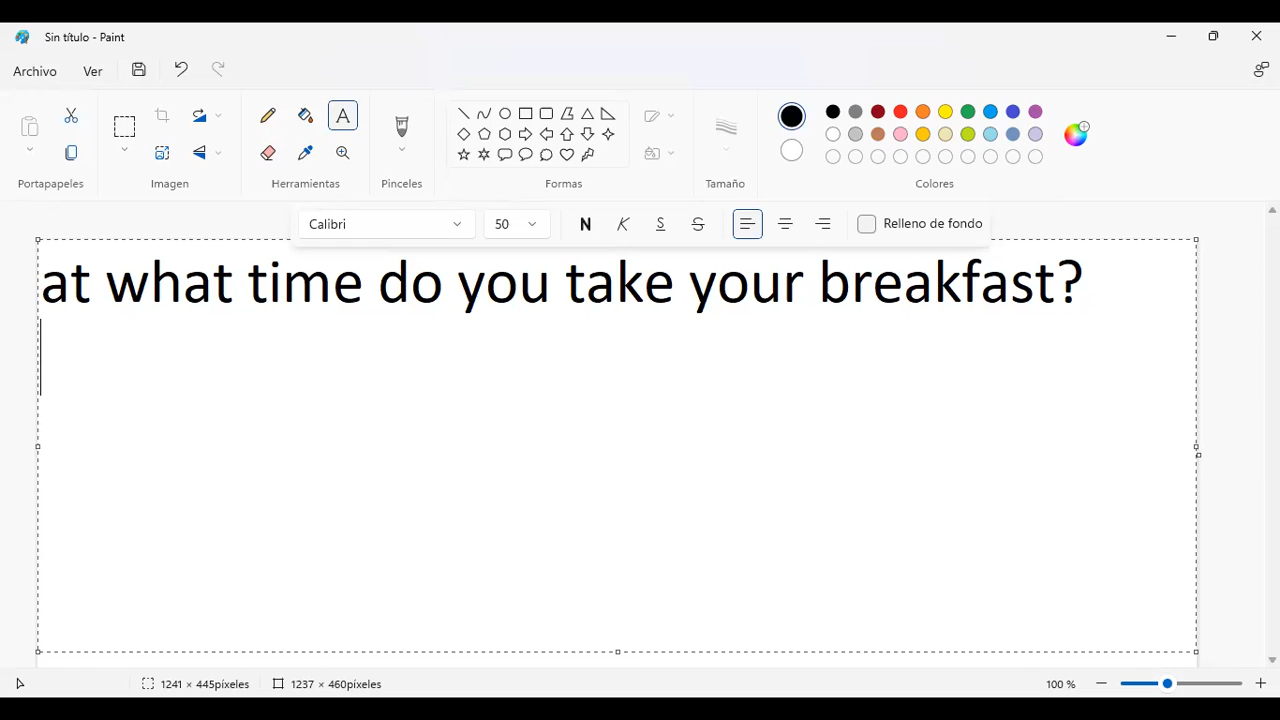 Sin título - Paint
Archivo Ver
Portapapeles Imagen Herramientas Pinceles Formas Tamaño Colores
Calibri 50 N K S S Relleno de fondo
at what time do you take your breakfast?
1241 × 445píxeles 1237 × 460píxeles 100 %